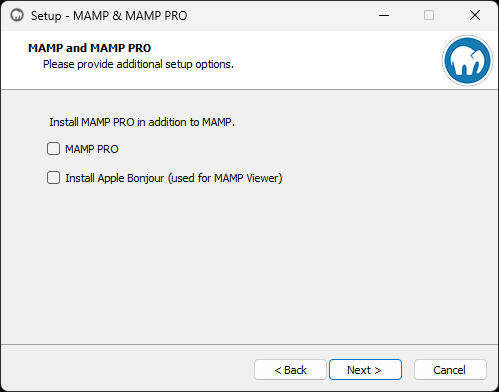 Setup - MAMP & MAMP PRO
MAMP and MAMP PRO
Please provide additional setup options.
Install MAMP PRO in addition to MAMP.
MAMP PRO
Install Apple Bonjour (used for MAMP Viewer)
< Back
Next >
Cancel